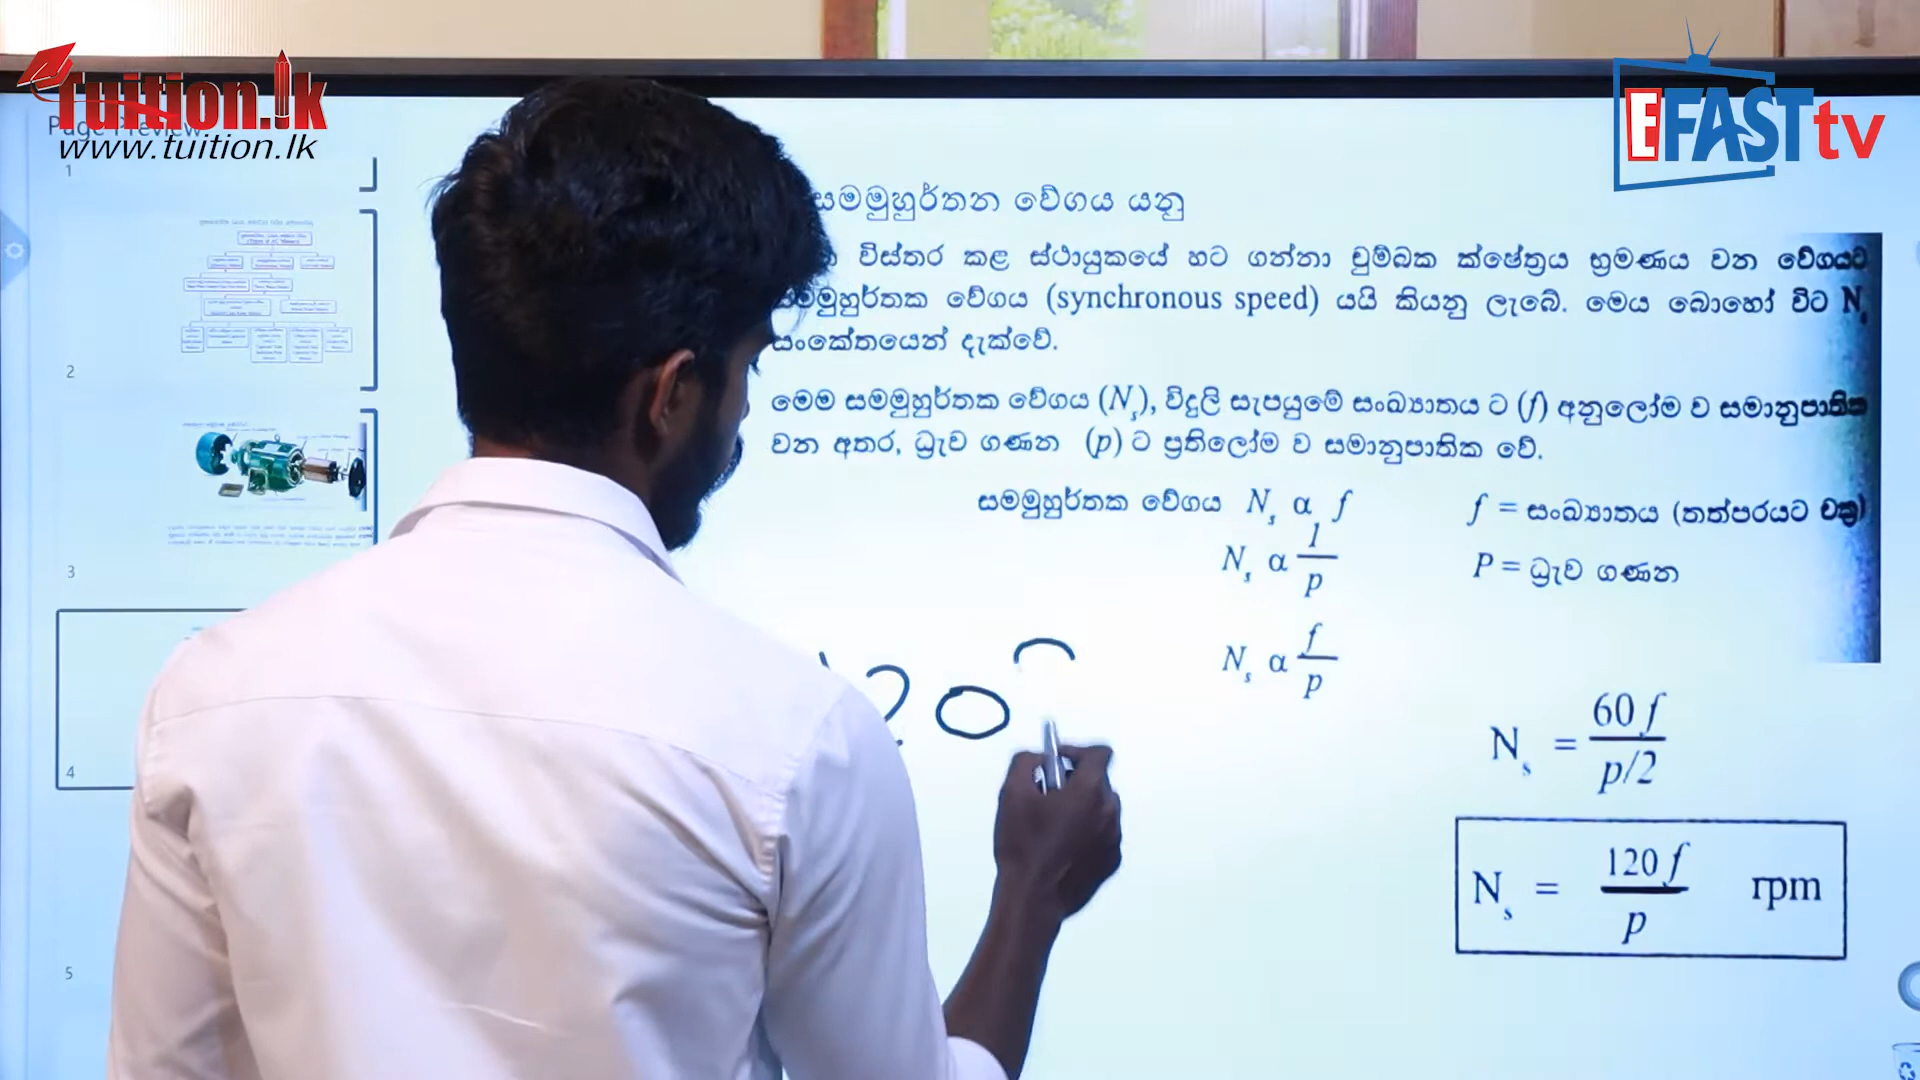 Tuition.lk
www.tuition.lk
EFAST tv
Page Preview
1
2
3
4
5
සමමුහුර්තන වේගය යනු
විස්තර කළ ස්ථායුකයේ හට ගන්නා චුම්බක ක්ෂේත්‍රය භ්‍රමණය වන වේගයට
සමමුහුර්තක වේගය (synchronous speed) යයි කියනු ලැබේ. මෙය බොහෝ විට Ns
සංකේතයෙන් දැක්වේ.
මෙම සමමුහුර්තක වේගය (Ns), විදුලි සැපයුමේ සංඛ්‍යාතය ට (f) අනුලෝම ව සමානුපාතික
වන අතර, ධ්‍රැව ගණන (p) ට ප්‍රතිලෝම ව සමානුපාතික වේ.
සමමුහුර්තක වේගය Ns α f
f = සංඛ්‍යාතය (තත්පරයට චක්‍ර)
Ns α 1/p
P = ධ්‍රැව ගණන
Ns α f/p
120
Ns = 60 f / p/2
Ns = 120 f / p rpm